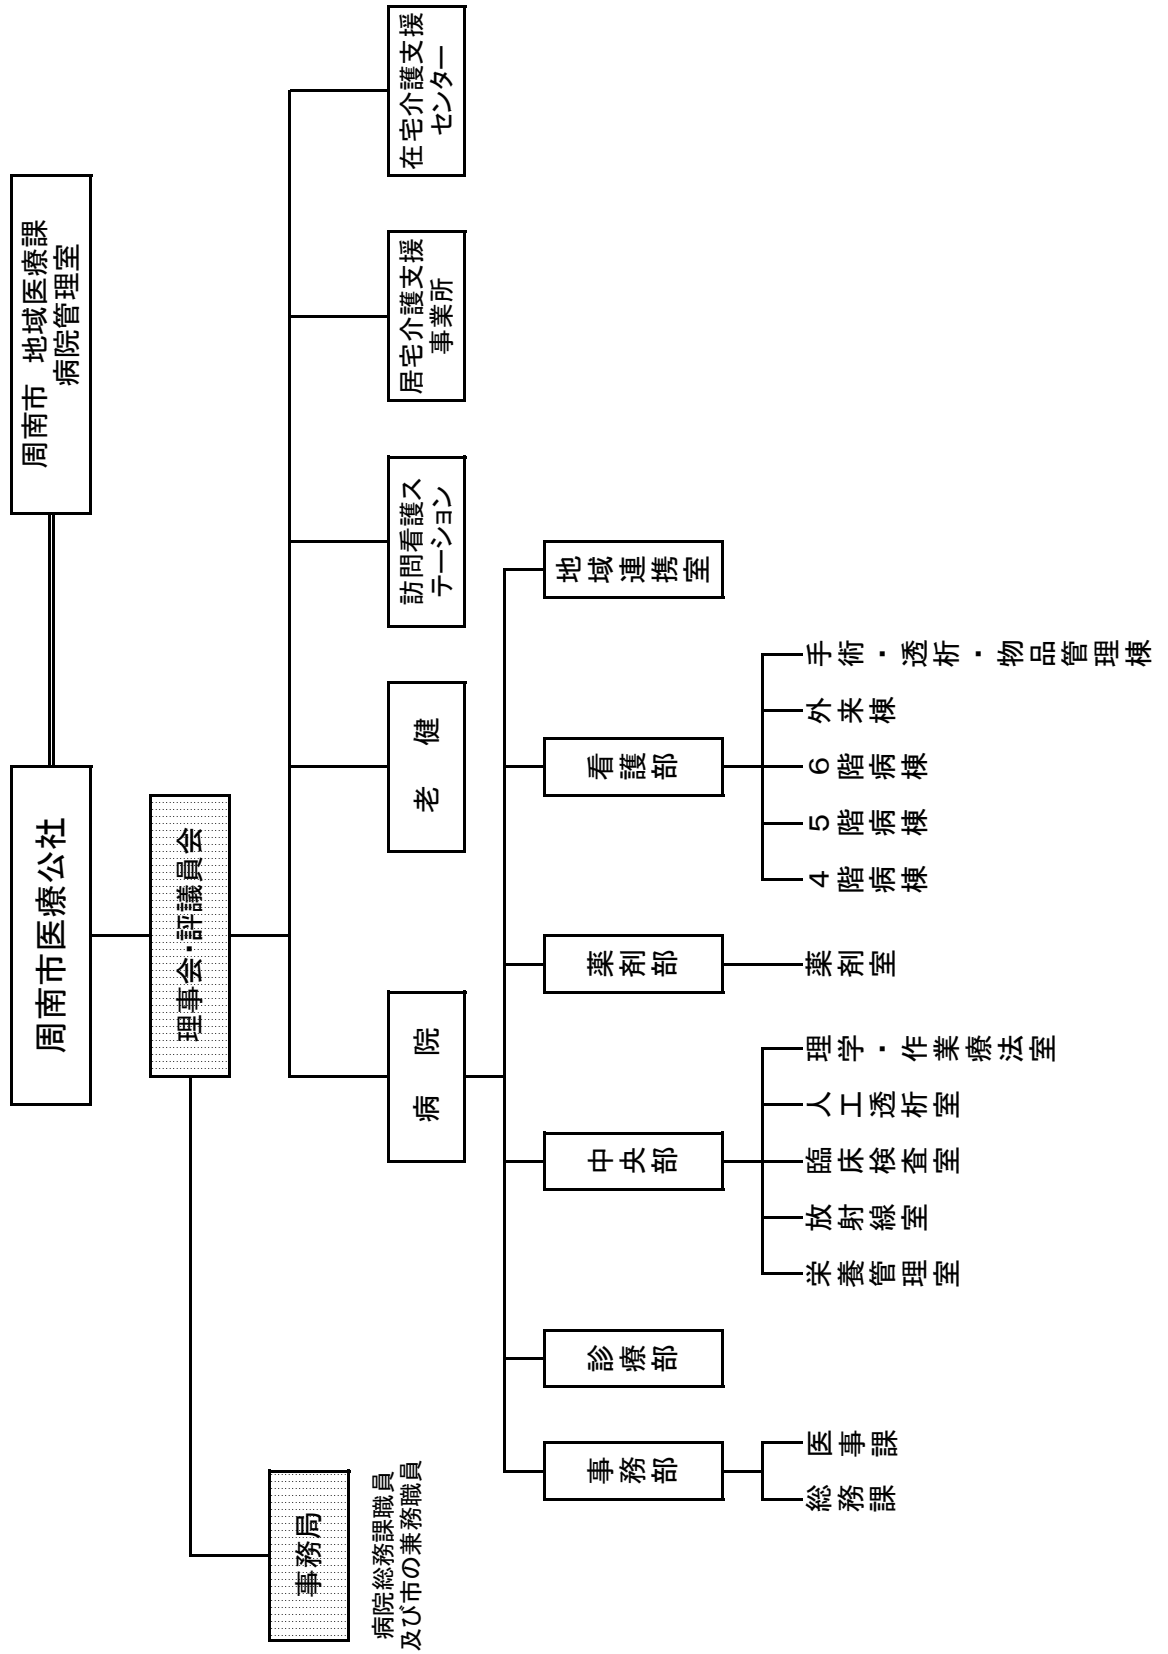 周南市医療公社
周南市 地域医療課
病院管理室
理事会・評議員会
事務局
病院総務課職員
及び市の兼務職員
病 院
老 健
訪問看護ス
テーション
居宅介護支援
事業所
在宅介護支援
センター
事務部
診療部
中央部
薬剤部
看護部
地域連携室
総務課
医事課
栄養管理室
放射線室
臨床検査室
人工透析室
理学・作業療法室
薬剤室
4階病棟
5階病棟
6階病棟
外来棟
手術・透析・物品管理棟